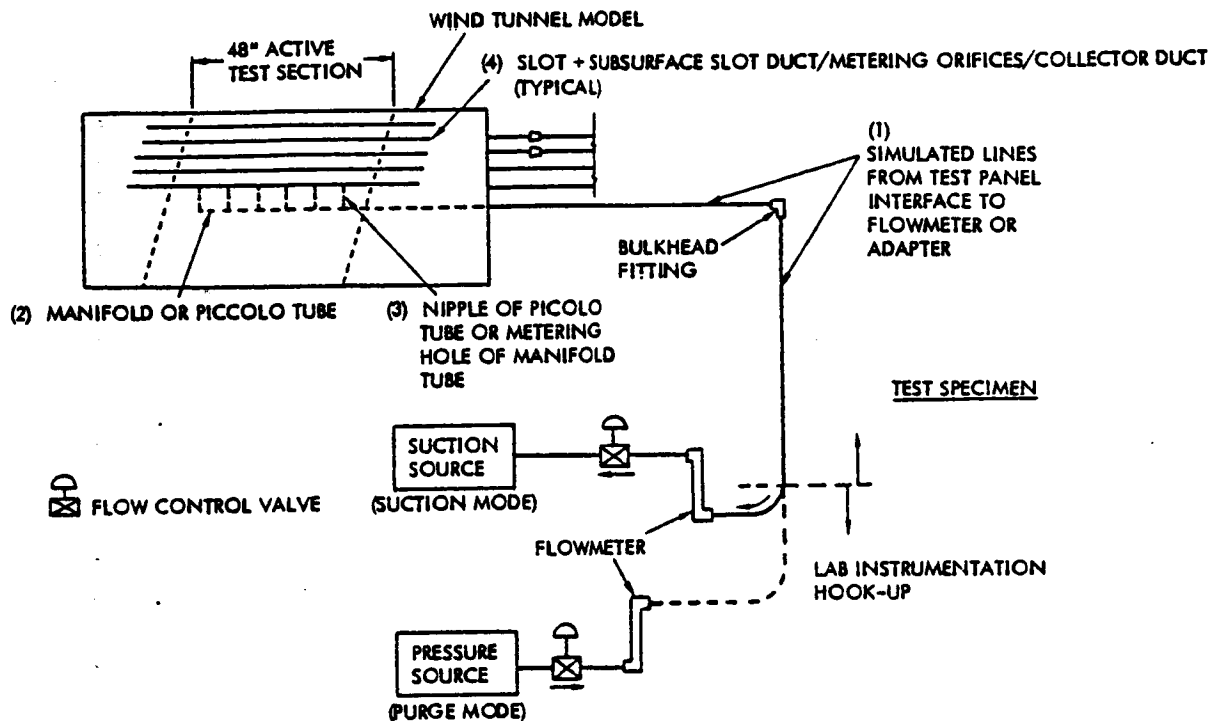 WIND TUNNEL MODEL
48" ACTIVE
TEST SECTION
(4) SLOT + SUBSURFACE SLOT DUCT/METERING ORIFICES/COLLECTOR DUCT
(TYPICAL)
(1)
SIMULATED LINES
FROM TEST PANEL
INTERFACE TO
FLOWMETER OR
ADAPTER
BULKHEAD
FITTING
(2) MANIFOLD OR PICCOLO TUBE
(3) NIPPLE OF PICOLO
TUBE OR METERING
HOLE OF MANIFOLD
TUBE
TEST SPECIMEN
SUCTION
SOURCE
(SUCTION MODE)
FLOW CONTROL VALVE
FLOWMETER
LAB INSTRUMENTATION
HOOK-UP
PRESSURE
SOURCE
(PURGE MODE)